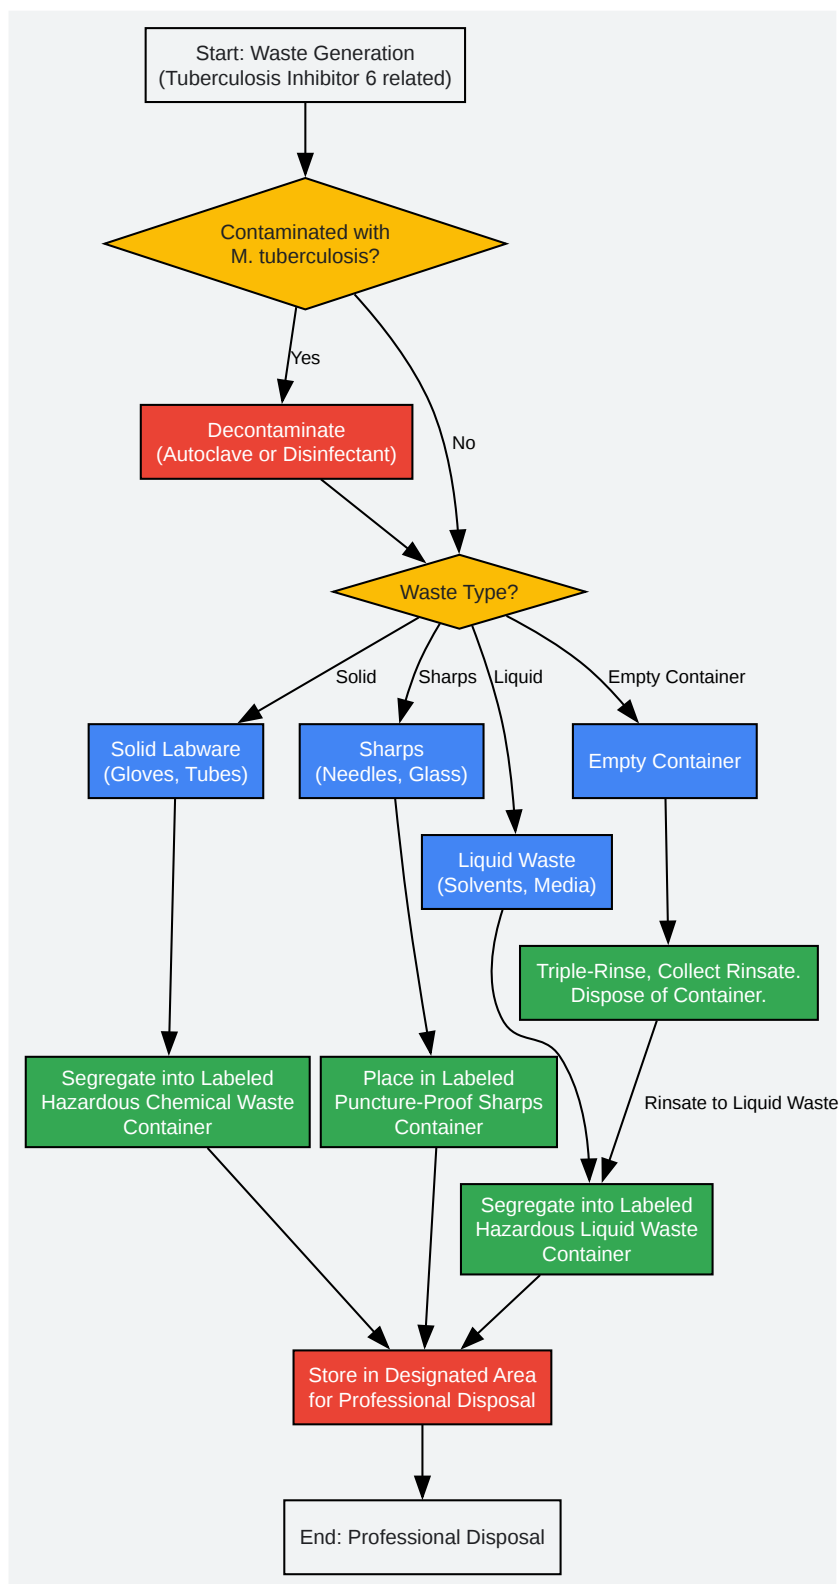 Start: Waste Generation
(Tuberculosis Inhibitor 6 related)
Contaminated with
M. tuberculosis?
Yes
Decontaminate
(Autoclave or Disinfectant)
No
Waste Type?
Solid
Sharps
Liquid
Empty Container
Solid Labware
(Gloves, Tubes)
Sharps
(Needles, Glass)
Empty Container
Liquid Waste
(Solvents, Media)
Triple-Rinse, Collect Rinsate.
Dispose of Container.
Segregate into Labeled
Hazardous Chemical Waste
Container
Place in Labeled
Puncture-Proof Sharps
Container
Rinsate to Liquid Waste
Segregate into Labeled
Hazardous Liquid Waste
Container
Store in Designated Area
for Professional Disposal
End: Professional Disposal